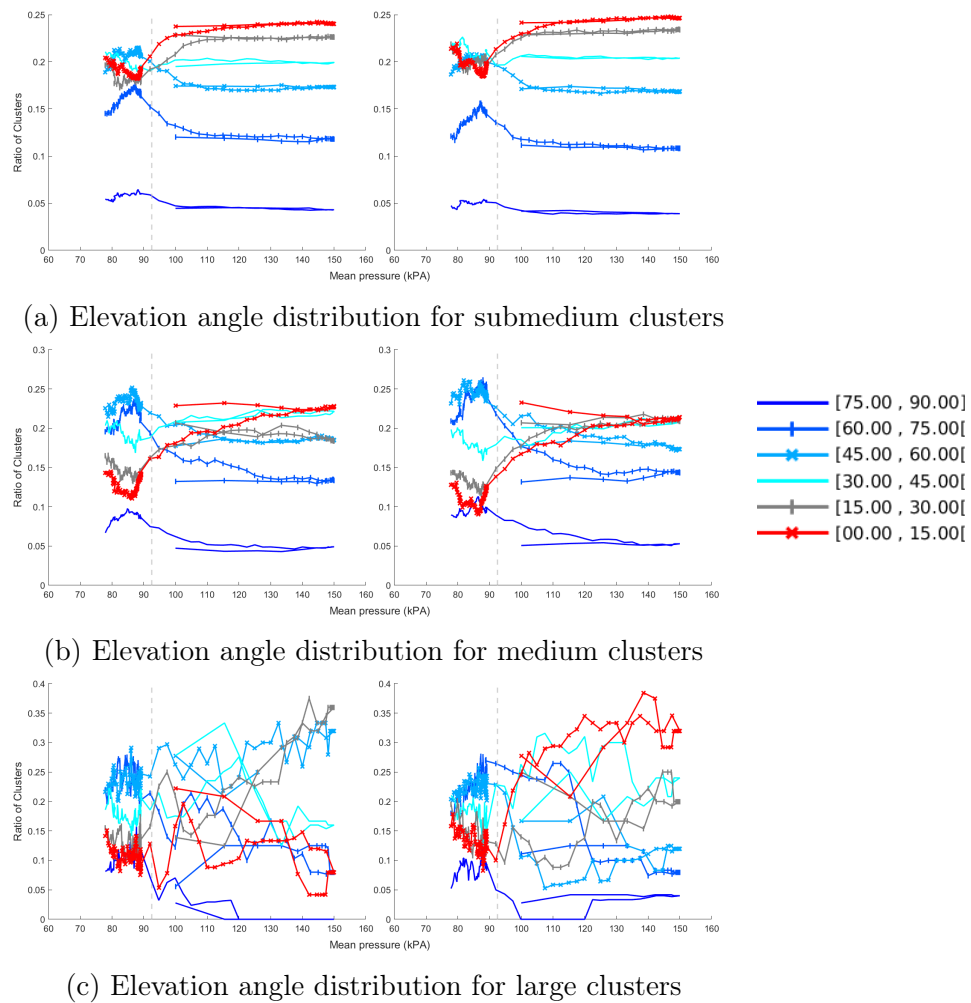 0.25
0.2
0.15
0.1
0.05
0
Ratio of Clusters
60 70 80 90 100 110 120 130 140 150 160
Mean pressure (kPA)
0.25
0.2
0.15
0.1
0.05
0
60 70 80 90 100 110 120 130 140 150 160
Mean pressure (kPA)
(a) Elevation angle distribution for submedium clusters
0.3
0.25
0.2
0.15
0.1
0.05
0
Ratio of Clusters
60 70 80 90 100 110 120 130 140 150 160
Mean pressure (kPA)
0.3
0.25
0.2
0.15
0.1
0.05
0
60 70 80 90 100 110 120 130 140 150 160
Mean pressure (kPA)
[75.00 , 90.00]
[60.00 , 75.00[
[45.00 , 60.00[
[30.00 , 45.00[
[15.00 , 30.00[
[00.00 , 15.00[
(b) Elevation angle distribution for medium clusters
0.4
0.35
0.3
0.25
0.2
0.15
0.1
0.05
0
Ratio of Clusters
60 70 80 90 100 110 120 130 140 150 160
Mean pressure (kPA)
0.4
0.35
0.3
0.25
0.2
0.15
0.1
0.05
0
60 70 80 90 100 110 120 130 140 150 160
Mean pressure (kPA)
(c) Elevation angle distribution for large clusters